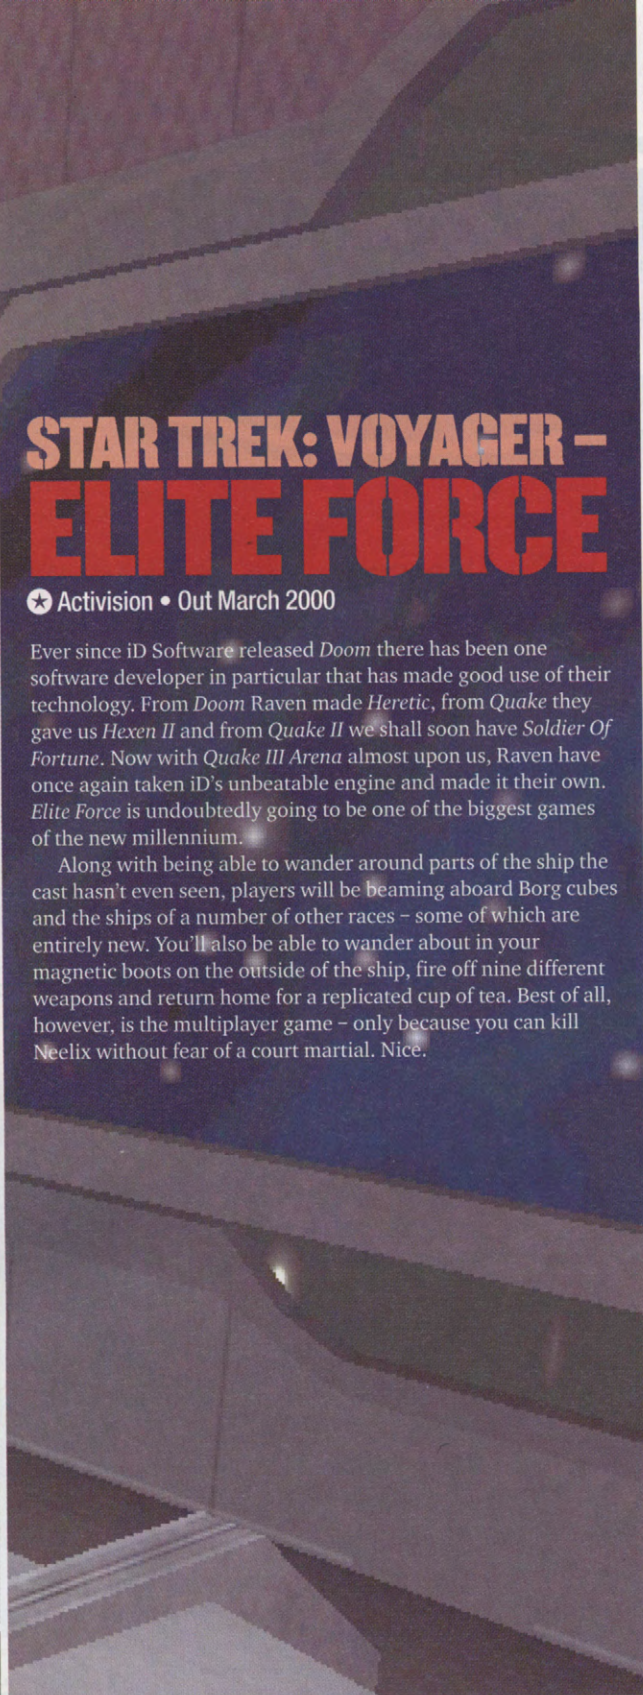 STAR TREK: VOYAGER –
ELITE FORCE
Activision • Out March 2000
Ever since iD Software released Doom there has been one
software developer in particular that has made good use of their
technology. From Doom Raven made Heretic, from Quake they
gave us Hexen II and from Quake II we shall soon have Soldier Of
Fortune. Now with Quake III Arena almost upon us, Raven have
once again taken iD's unbeatable engine and made it their own.
Elite Force is undoubtedly going to be one of the biggest games
of the new millennium.
Along with being able to wander around parts of the ship the
cast hasn't even seen, players will be beaming aboard Borg cubes
and the ships of a number of other races – some of which are
entirely new. You'll also be able to wander about in your
magnetic boots on the outside of the ship, fire off nine different
weapons and return home for a replicated cup of tea. Best of all,
however, is the multiplayer game – only because you can kill
Neelix without fear of a court martial. Nice.